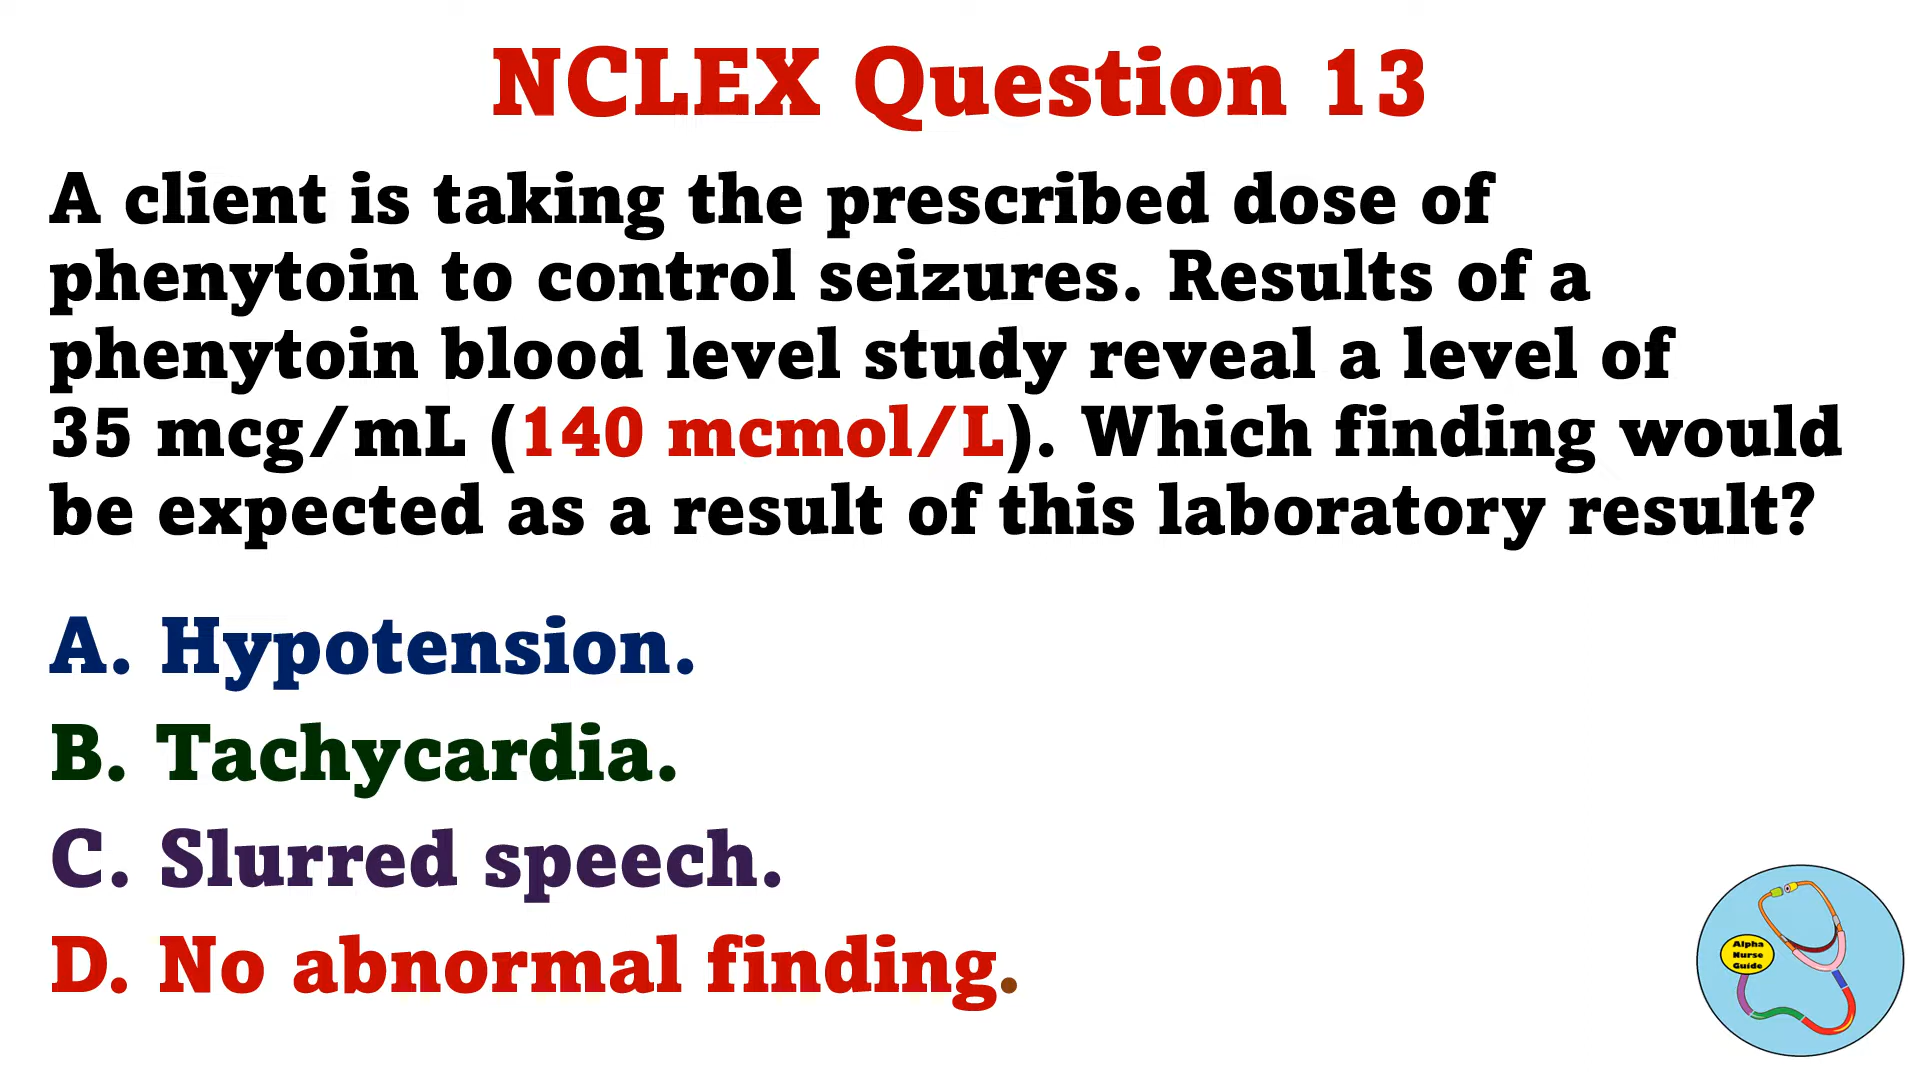 NCLEX Question 13
A client is taking the prescribed dose of
phenytoin to control seizures. Results of a
phenytoin blood level study reveal a level of
35 mcg/mL (140 mcmol/L). Which finding would
be expected as a result of this laboratory result?
A. Hypotension.
B. Tachycardia.
C. Slurred speech.
D. No abnormal finding.
Alpha
Nurse
Guide